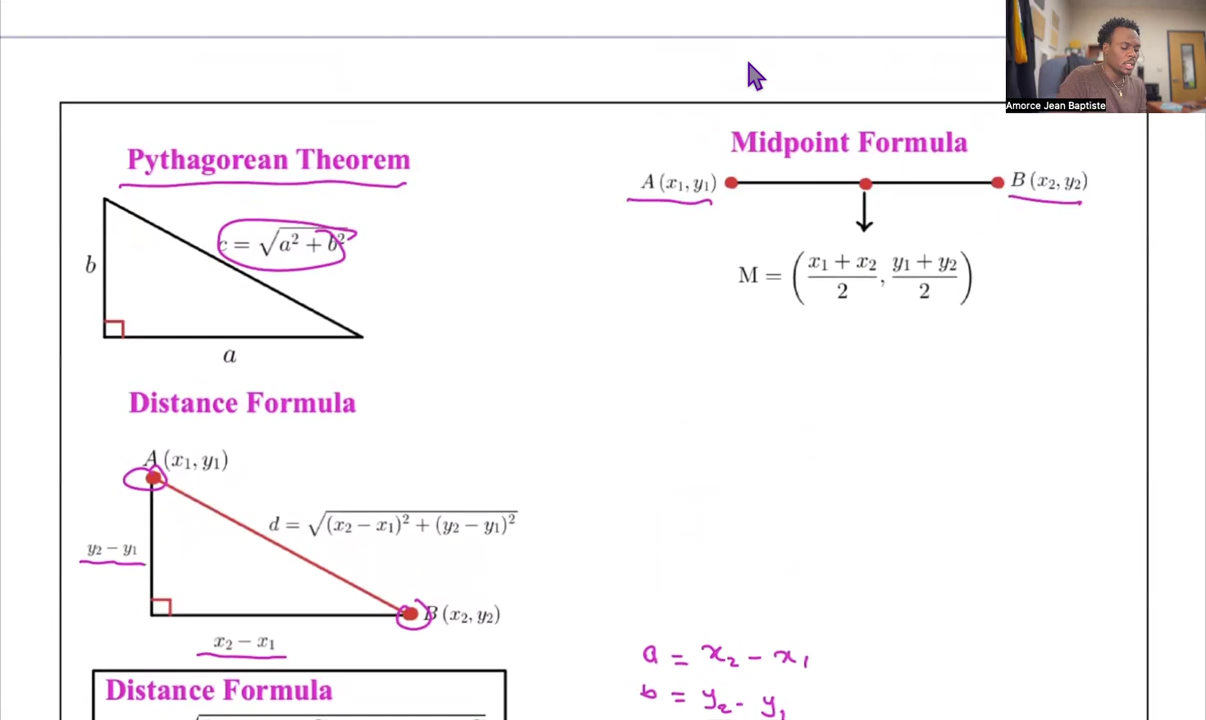 Amorce Jean Baptiste
Pythagorean Theorem
c = √(a² + b²)
b
a
Midpoint Formula
A (x₁, y₁)
B (x₂, y₂)
M = ((x₁ + x₂)/2, (y₁ + y₂)/2)
Distance Formula
A (x₁, y₁)
d = √((x₂ − x₁)² + (y₂ − y₁)²)
y₂ − y₁
B (x₂, y₂)
x₂ − x₁
a = x₂ − x₁
b = y₂ - y₁
Distance Formula